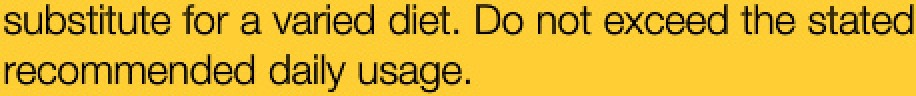 substitute for a varied diet. Do not exceed the stated
recommended daily usage.